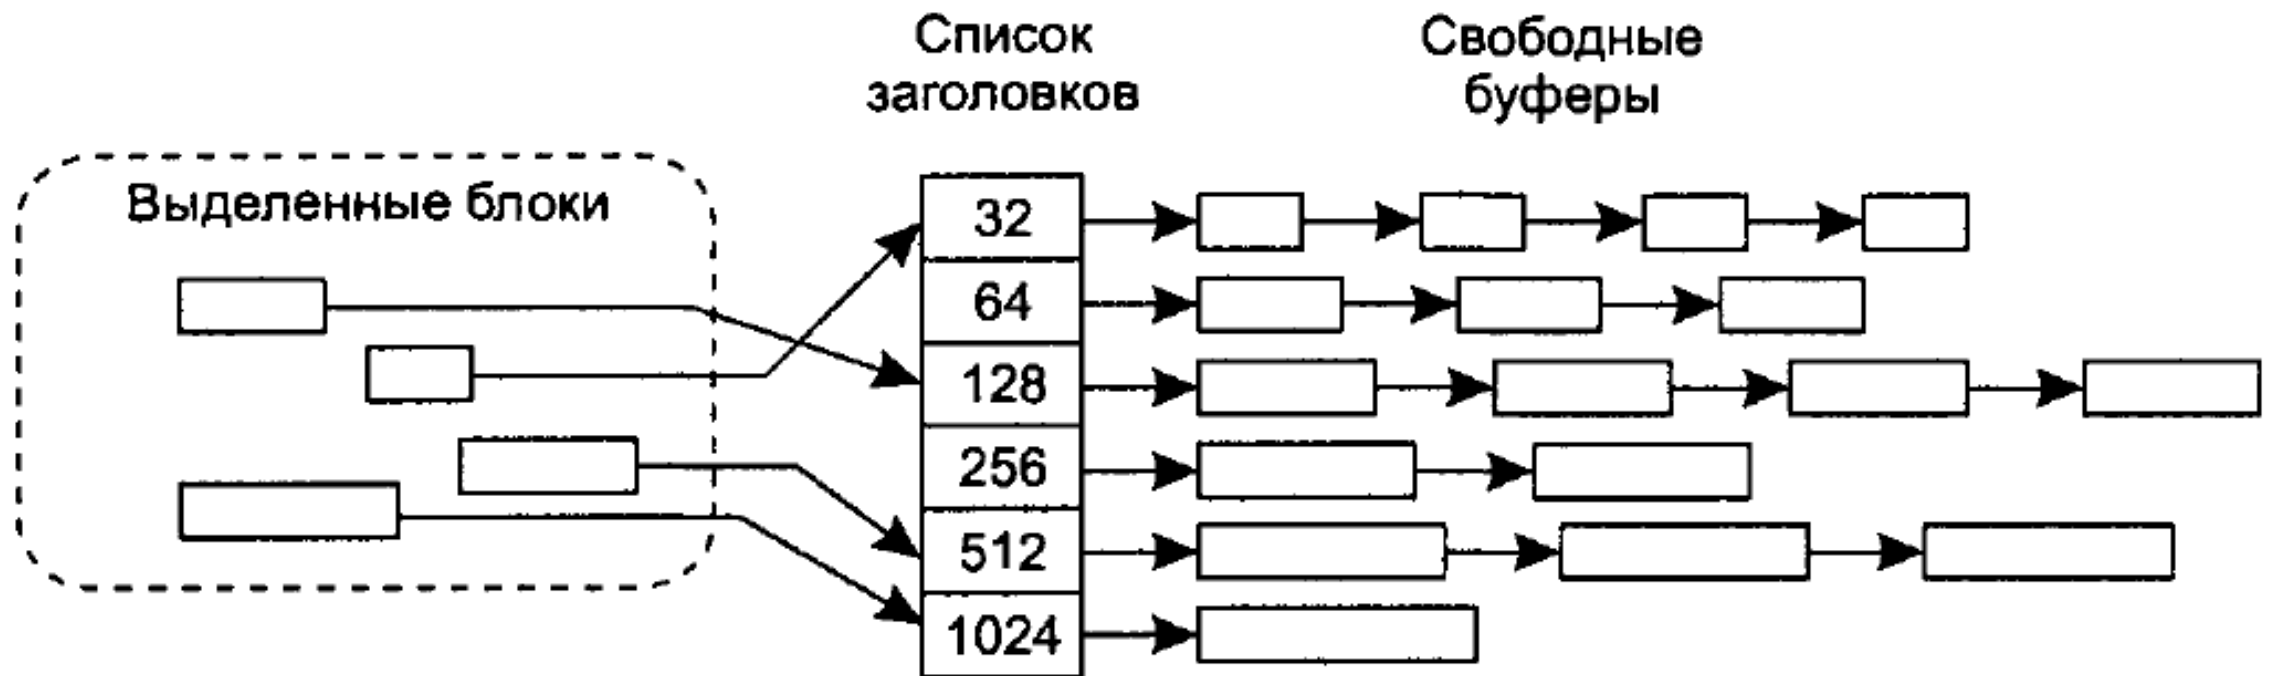 Список
заголовков
Свободные
буферы
Выделенные блоки
32
64
128
256
512
1024